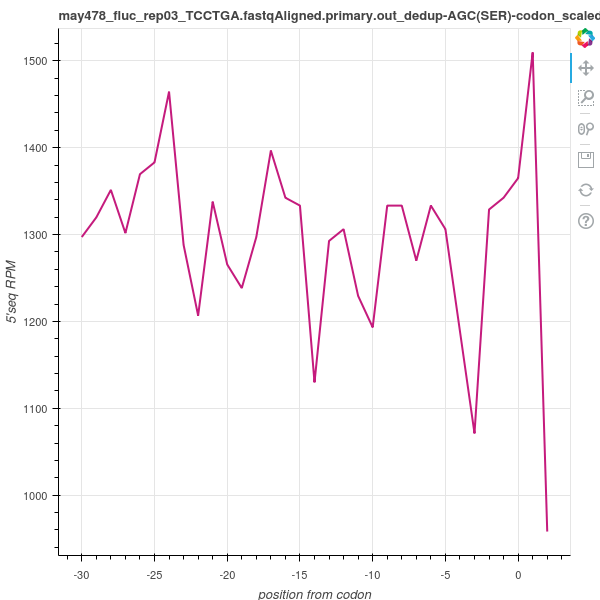 may478_fluc_rep03_TCCTGA.fastqAligned.primary.out_dedup-AGC(SER)-codon_scaled
1500
1400
1300
1200
1100
1000
5'seq RPM
-30 -25 -20 -15 -10 -5 0
position from codon